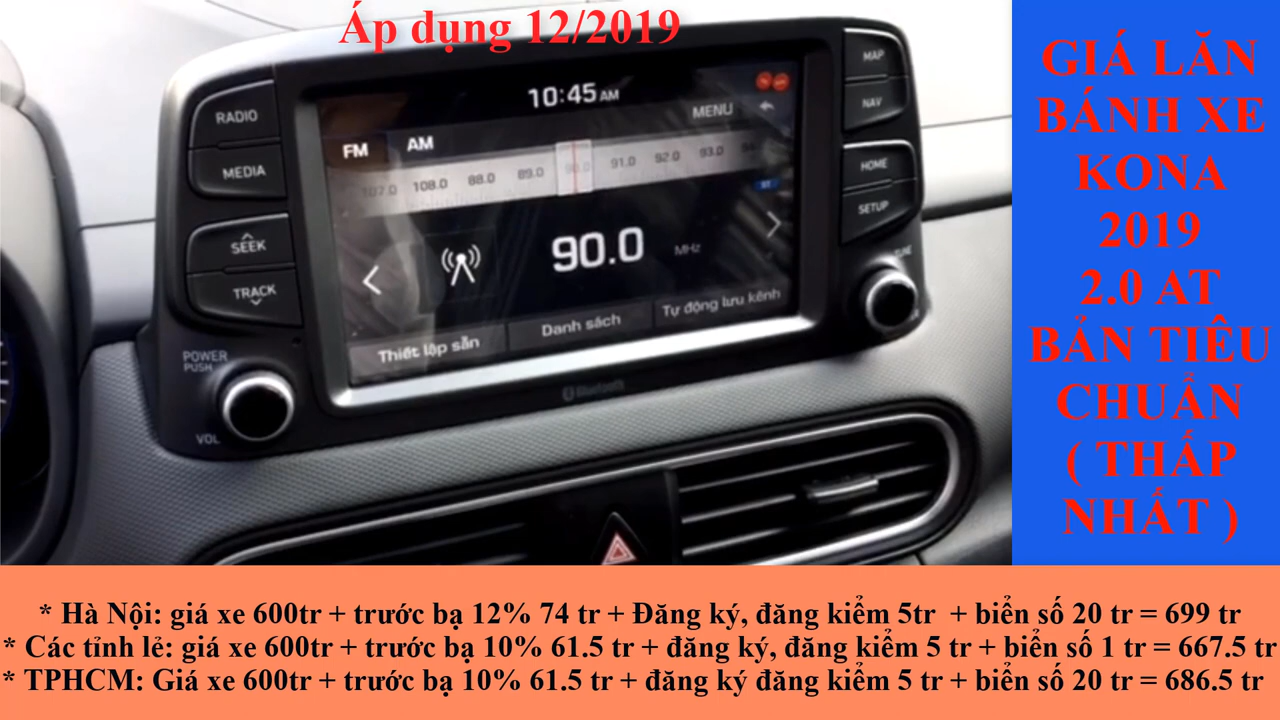 Áp dụng 12/2019
GIÁ LĂN
BÁNH XE
KONA
2019
2.0 AT
BẢN TIÊU
CHUẨN
( THẤP
NHẤT )
10:45 AM
MENU
FM AM
107.0 108.0 88.0 89.0 90.0 91.0 92.0 93.0
90.0 MHz
Thiết lập sẵn Danh sách Tự động lưu kênh
RADIO
MEDIA
SEEK
TRACK
POWER
PUSH
VOL
MAP
NAV
HOME
SETUP
TUNE
Bluetooth
* Hà Nội: giá xe 600tr + trước bạ 12% 74 tr + Đăng ký, đăng kiểm 5tr + biển số 20 tr = 699 tr
* Các tỉnh lẻ: giá xe 600tr + trước bạ 10% 61.5 tr + đăng ký, đăng kiểm 5 tr + biển số 1 tr = 667.5 tr
* TPHCM: Giá xe 600tr + trước bạ 10% 61.5 tr + đăng ký đăng kiểm 5 tr + biển số 20 tr = 686.5 tr